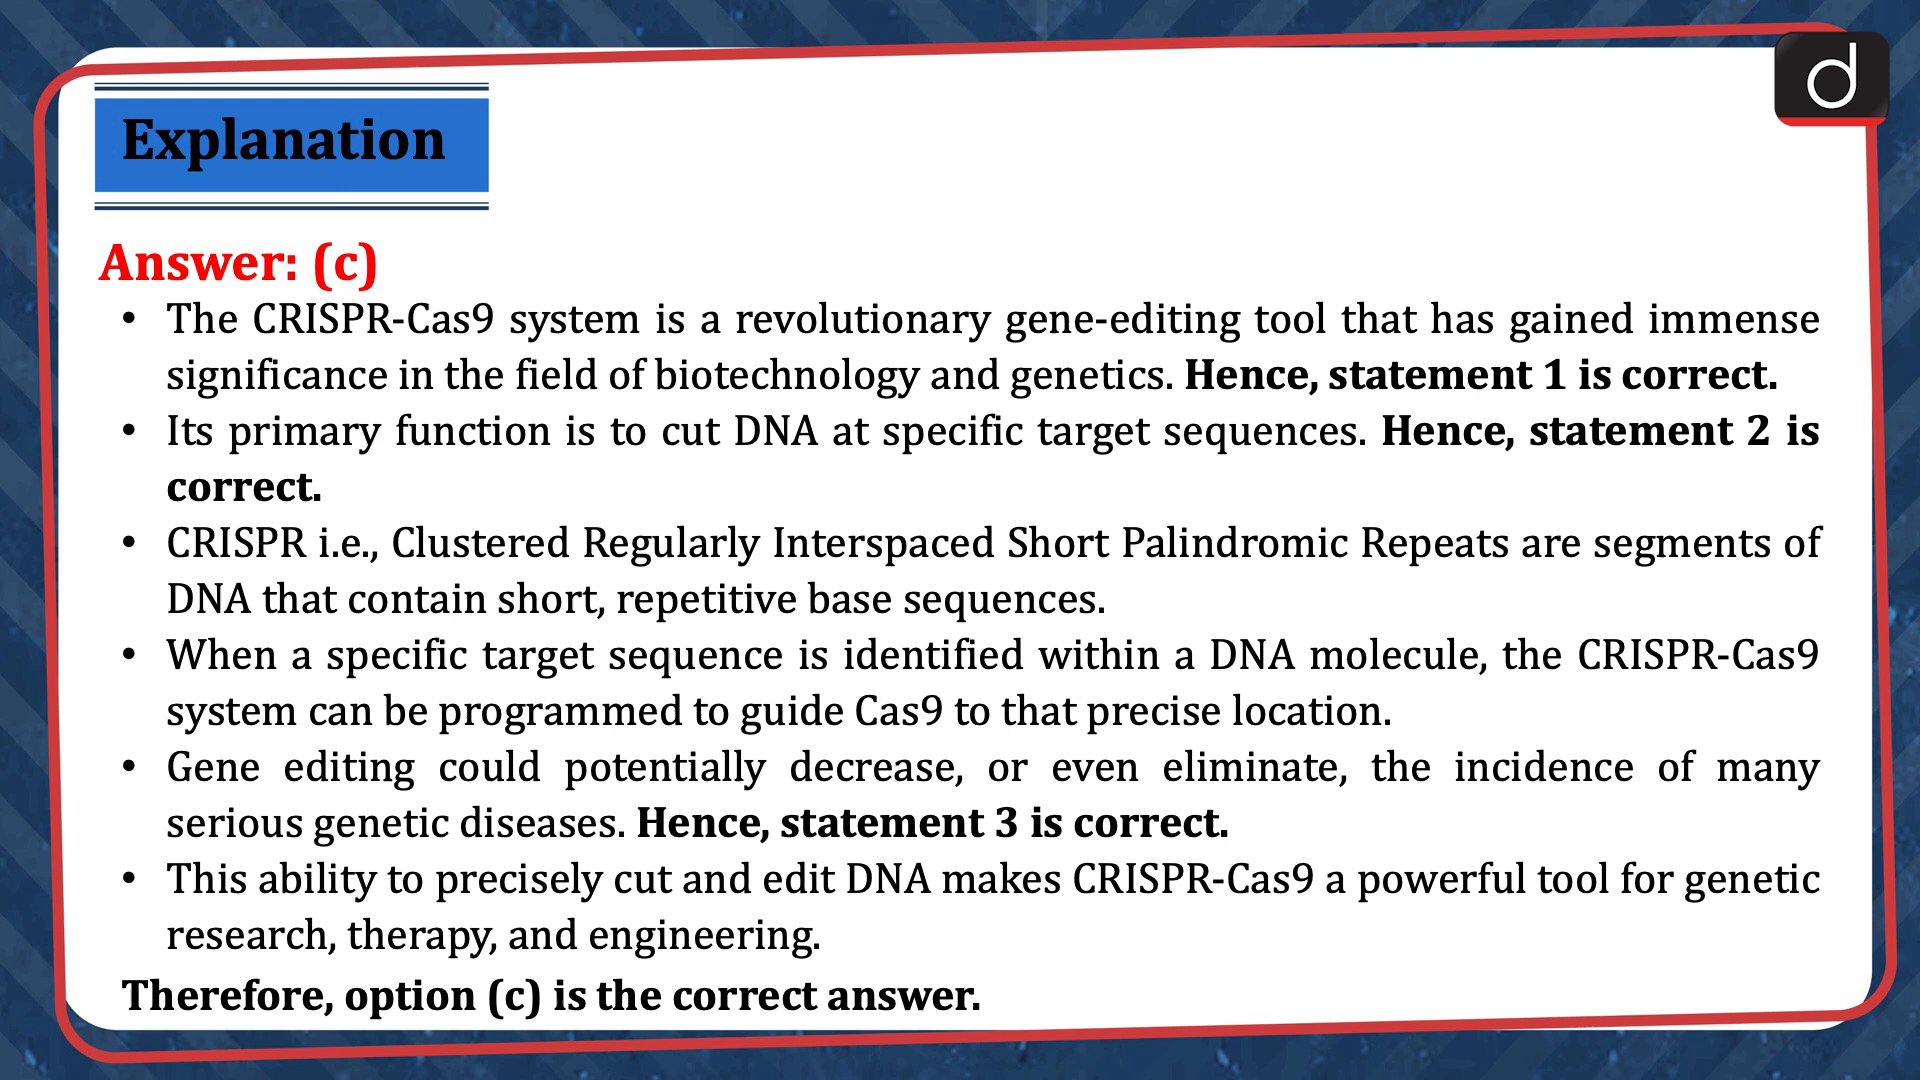 d
Explanation
Answer: (c)
• The CRISPR-Cas9 system is a revolutionary gene-editing tool that has gained immense
significance in the field of biotechnology and genetics. Hence, statement 1 is correct.
• Its primary function is to cut DNA at specific target sequences. Hence, statement 2 is
correct.
• CRISPR i.e., Clustered Regularly Interspaced Short Palindromic Repeats are segments of
DNA that contain short, repetitive base sequences.
• When a specific target sequence is identified within a DNA molecule, the CRISPR-Cas9
system can be programmed to guide Cas9 to that precise location.
• Gene editing could potentially decrease, or even eliminate, the incidence of many
serious genetic diseases. Hence, statement 3 is correct.
• This ability to precisely cut and edit DNA makes CRISPR-Cas9 a powerful tool for genetic
research, therapy, and engineering.
Therefore, option (c) is the correct answer.